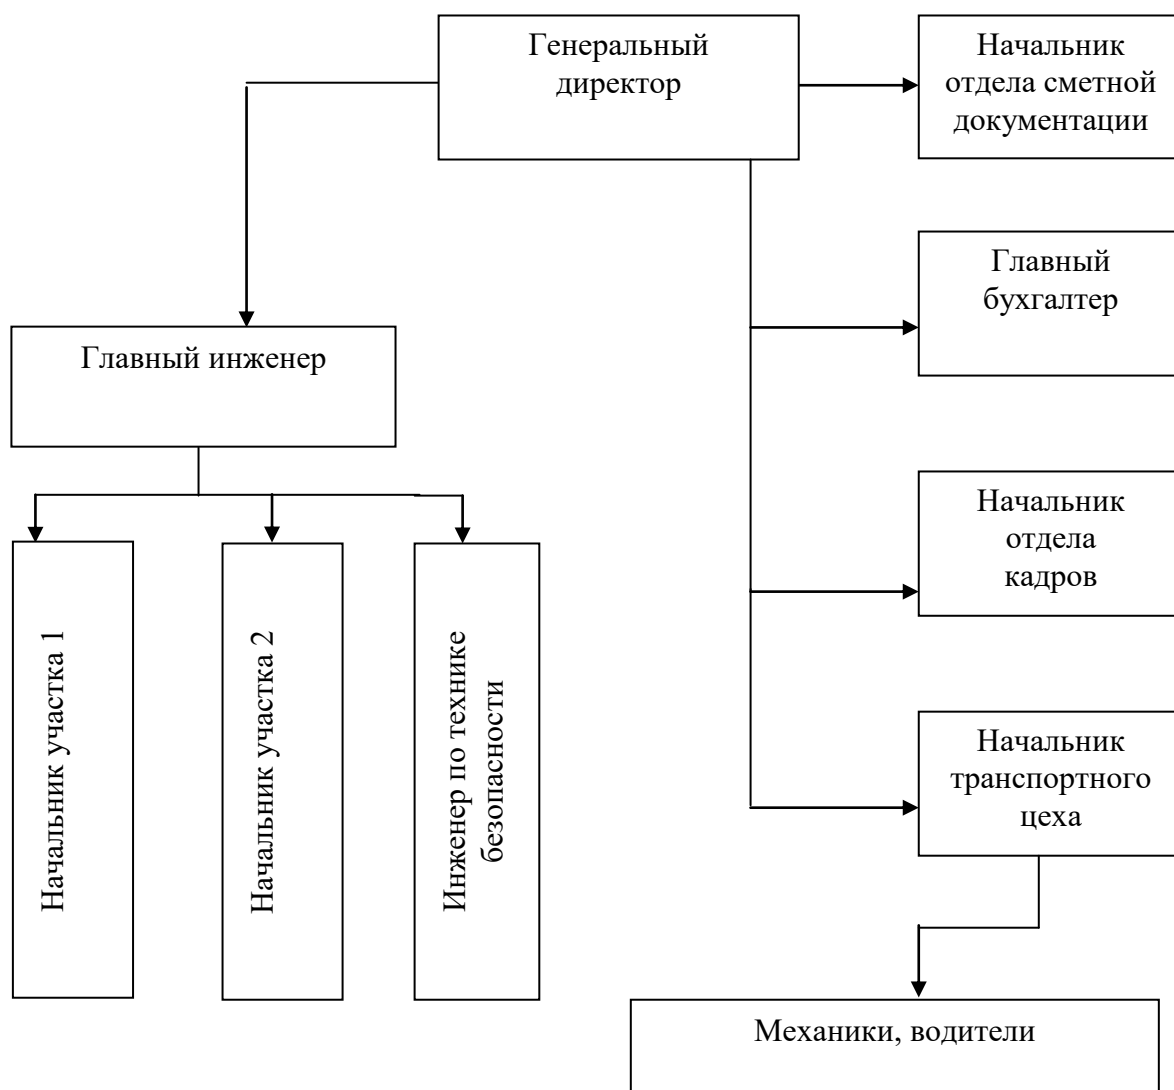 Генеральный
директор
Начальник
отдела сметной
документации
Главный
бухгалтер
Главный инженер
Начальник
отдела
кадров
Начальник участка 1
Начальник участка 2
Инженер по технике
безопасности
Начальник
транспортного
цеха
Механики, водители